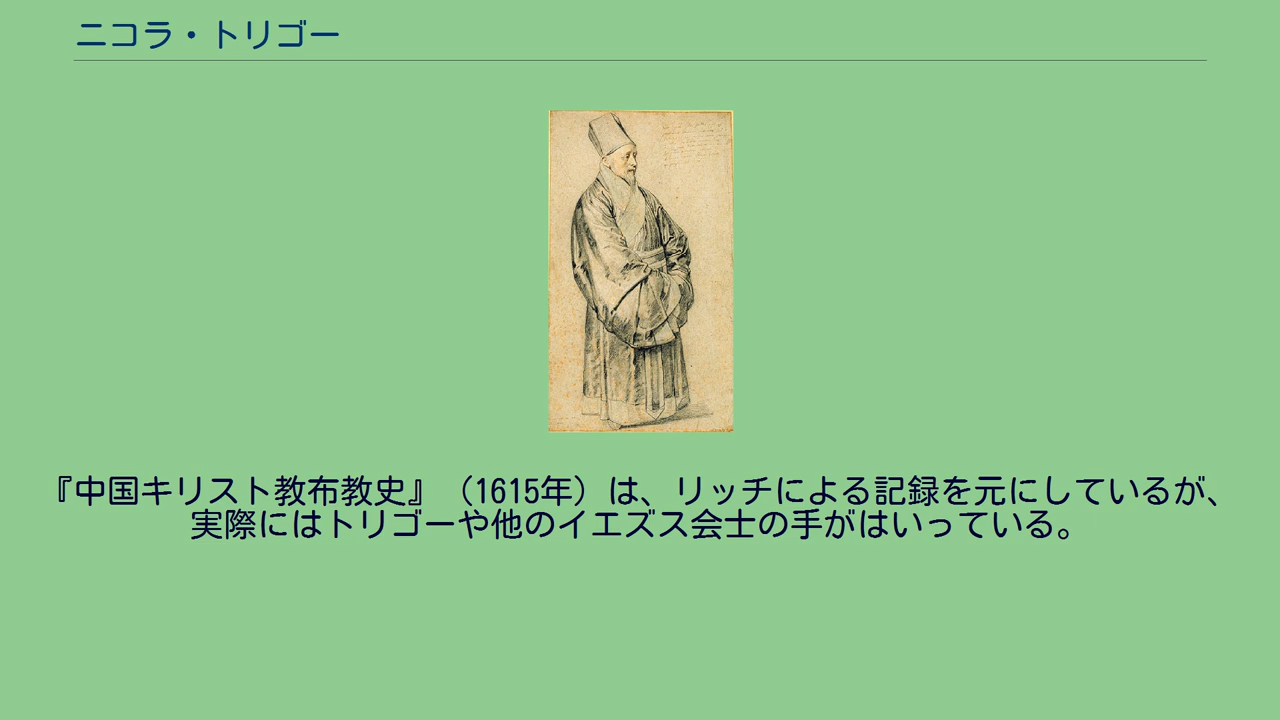 ニコラ・トリゴー
『中国キリスト教布教史』（1615年）は、リッチによる記録を元にしているが、
実際にはトリゴーや他のイエズス会士の手がはいっている。